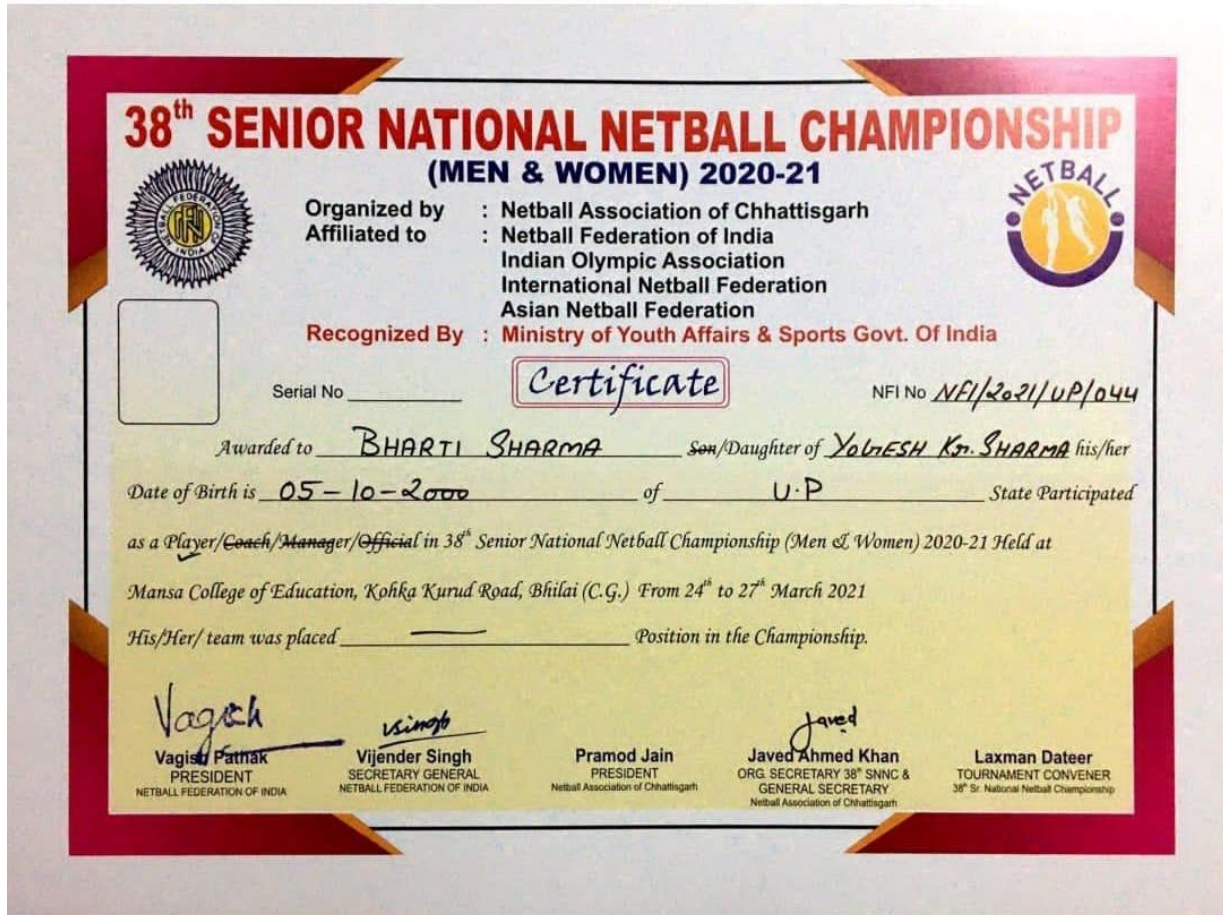 38th SENIOR NATIONAL NETBALL CHAMPIONSHIP
(MEN & WOMEN) 2020-21
NETBALL FEDERATION OF INDIA
NETBALL
Organized by : Netball Association of Chhattisgarh
Affiliated to : Netball Federation of India
Indian Olympic Association
International Netball Federation
Asian Netball Federation
Recognized By : Ministry of Youth Affairs & Sports Govt. Of India
Serial No Certificate NFI No NFI/2021/UP/044
Awarded to BHARTI SHARMA Son/Daughter of YOGESH Kr. SHARMA his/her
Date of Birth is 05-10-2000 of U.P State Participated
as a Player/Coach/Manager/Official in 38th Senior National Netball Championship (Men & Women) 2020-21 Held at
Mansa College of Education, Kohka Kurud Road, Bhilai (C.G.) From 24th to 27th March 2021
His/Her/ team was placed — Position in the Championship.
Vagish Vsingh Javed
Vagish Pathak Vijender Singh Pramod Jain Javed Ahmed Khan Laxman Dateer
PRESIDENT SECRETARY GENERAL PRESIDENT ORG. SECRETARY 38th SNNC & TOURNAMENT CONVENER
NETBALL FEDERATION OF INDIA NETBALL FEDERATION OF INDIA Netball Association of Chhattisgarh GENERAL SECRETARY 38th Sr. National Netball Championship
Netball Association of Chhattisgarh